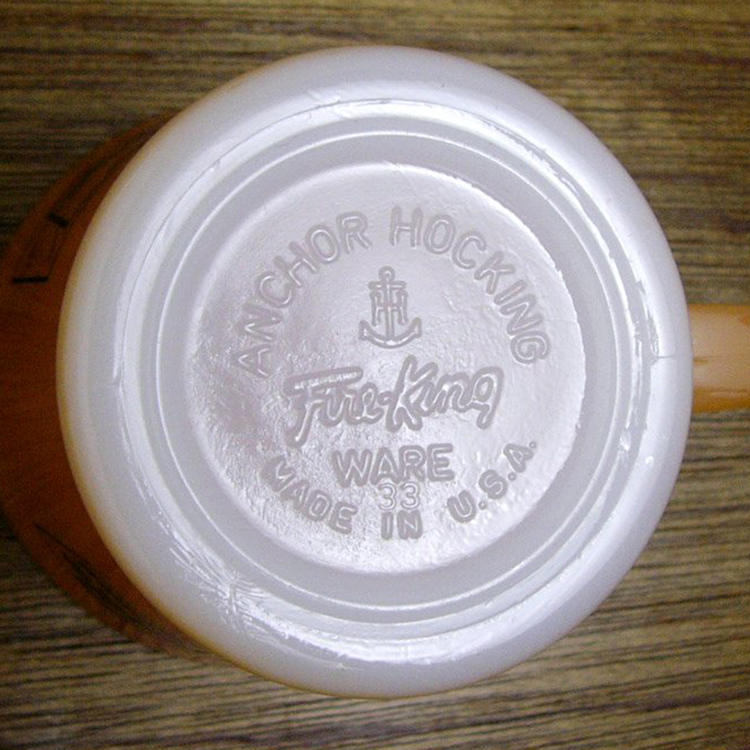 ANCHOR HOCKING
H
Fire-King
WARE
33
MADE IN U.S.A.